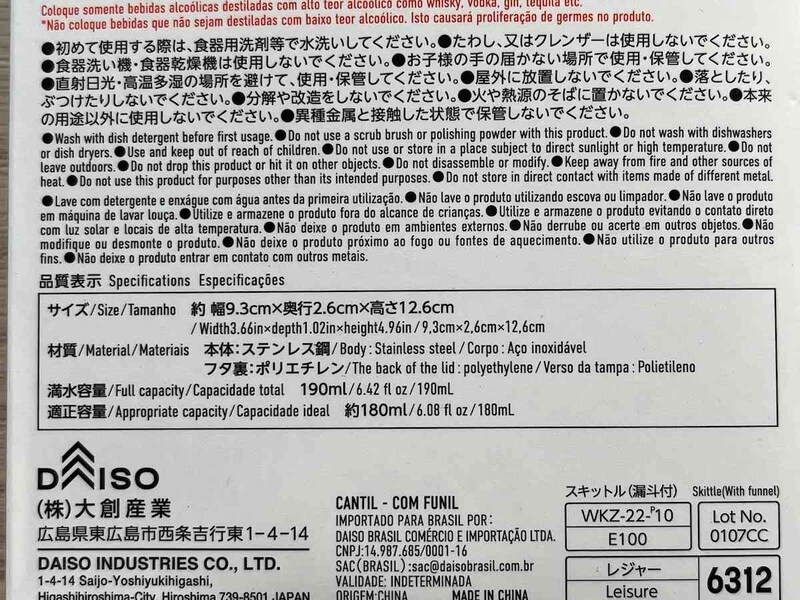 Coloque somente bebidas alcoólicas destiladas com alto teor alcoólico como whisky, vodka, gin, tequila etc.
*Não coloque bebidas que não sejam destiladas com baixo teor alcoólico. Isto causará proliferação de germes no produto.
●初めて使用する際は、食器用洗剤等で水洗いしてください。●たわし、又はクレンザーは使用しないでください。
●食器洗い機・食器乾燥機は使用しないでください。●お子様の手の届かない場所で使用・保管してください。
●直射日光・高温多湿の場所を避けて、使用・保管してください。●屋外に放置しないでください。●落としたり、
ぶつけたりしないでください。●分解や改造をしないでください。●火や熱源のそばに置かないでください。●本来
の用途以外に使用しないでください。●異種金属と接触した状態で保管しないでください。
●Wash with dish detergent before first usage.●Do not use a scrub brush or polishing powder with this product.●Do not wash with dishwashers
or dish dryers.●Use and keep out of reach of children.●Do not use or store in a place subject to direct sunlight or high temperature.●Do not
leave outdoors.●Do not drop this product or hit it on other objects.●Do not disassemble or modify.●Keep away from fire and other sources of
heat.●Do not use this product for purposes other than its intended purposes.●Do not store in direct contact with items made of different metal.
●Lave com detergente e enxágue com água antes da primeira utilização.●Não lave o produto utilizando escova ou limpador.●Não lave o produto
em máquina de lavar louça.●Utilize e armazene o produto fora do alcance de crianças.●Utilize e armazene o produto evitando o contato direto
com luz solar e locais de alta temperatura.●Não deixe o produto em ambientes externos.●Não derrube ou acerte em outros objetos.●Não
modifique ou desmonte o produto.●Não deixe o produto próximo ao fogo ou fontes de aquecimento.●Não utilize o produto para outros
fins.●Não deixe o produto entrar em contato com outros metais.
品質表示 Specifications Especificações
サイズ/Size/Tamanho 約 幅9.3cm×奥行2.6cm×高さ12.6cm
/Width3.66in×depth1.02in×height4.96in/9,3cm×2,6cm×12,6cm
材質/Material/Materiais 本体:ステンレス鋼/Body:Stainless steel/Corpo:Aço inoxidável
フタ裏:ポリエチレン/The back of the lid:polyethylene/Verso da tampa:Polietileno
満水容量/Full capacity/Capacidade total 190ml/6.42 fl oz/190mL
適正容量/Appropriate capacity/Capacidade ideal 約180ml/6.08 fl oz/180mL
DAISO
(株)大創産業
広島県東広島市西条吉行東1-4-14
DAISO INDUSTRIES CO., LTD.
1-4-14 Saijo-Yoshiyukihigashi,
Higashihiroshima-City, Hiroshima 739-8501 JAPAN
CANTIL - COM FUNIL
IMPORTADO PARA BRASIL POR:
DAISO BRASIL COMÉRCIO E IMPORTAÇÃO LTDA.
CNPJ:14.987.685/0001-16
SAC(BRASIL):sac@daisobrasil.com.br
VALIDADE: INDETERMINADA
ORIGEM:CHINA MADE IN CHINA
スキットル(漏斗付) Skittle(With funnel)
WKZ-22-P10
E100
Lot No.
0107CC
レジャー
Leisure
6312